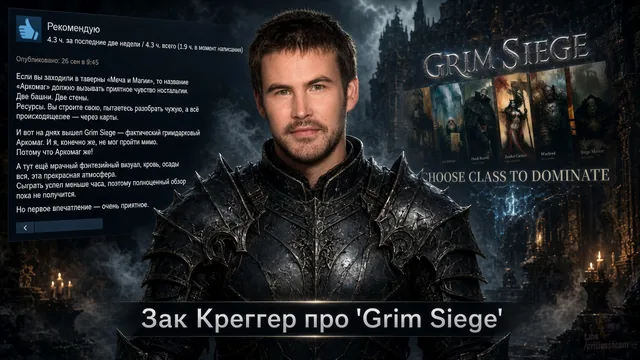 Рекомендую
4.3 ч. за последние две недели / 4.3 ч. всего (1.9 ч. в момент написания)
Опубликовано: 26 сен в 9:45
Если вы заходили в таверны «Меча и Магии», то название
«Аркомаг» должно вызывать приятное чувство ностальгии.
Две башни. Две стены.
Ресурсы. Вы строите свою, пытаетесь разобрать чужую, а всё
происходящее — через карты.
И вот на днях вышел Grim Siege — фактический гримдарковый
Аркомаг. И я, конечно же, не мог пройти мимо.
Потому что Аркомаг же!
А тут ещё мрачный фэнтезийный визуал, кровь, осады
вся, эта прекрасная атмосфера.
Сыграть успел меньше часа, поэтому полноценный обзор
пока не получится.
Но первое впечатление — очень приятное.
GRIM SIEGE
CHOOSE CLASS TO DOMINATE
Зак Креггер про 'Grim Siege'